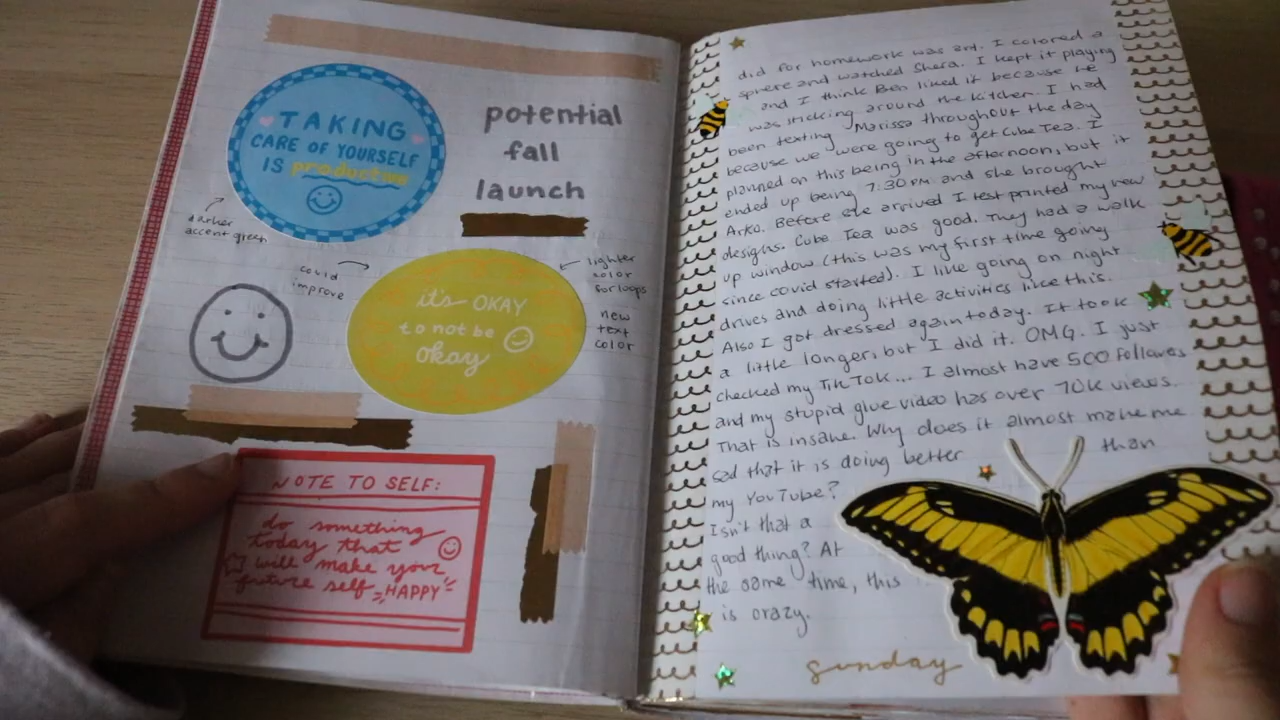 TAKING
CARE OF YOURSELF
IS productive
potential
fall
launch
darker
accent green
could
improve
it's OKAY
to not be
okay
lighter
color
for loops
new
text
color
NOTE TO SELF:
do something
today that
will make your
future self "HAPPY"
did for homework was art. I colored a
sphere and watched Shera. I kept it playing
and I think Ben liked it because he
was sticking around the kitchen. I had
been texting Marissa throughout the day
because we were going to get Cube Tea. I
planned on this being in the afternoon, but it
ended up being 7:30 PM and she brought
Arko. Before she arrived I test printed my new
designs. Cube Tea was good. They had a walk
up window (this was my first time going
since covid started). I like going on night
drives and doing little activities like this.
Also I got dressed again today. It took
a little longer, but I did it. OMG. I just
checked my TikTok... I almost have 500 followers
and my stupid glue video has over 70K views.
That is insane. Why does it almost make me
sad that it is doing better than
my YouTube?
Isn't that a
good thing? At
the same time, this
is crazy.
sunday